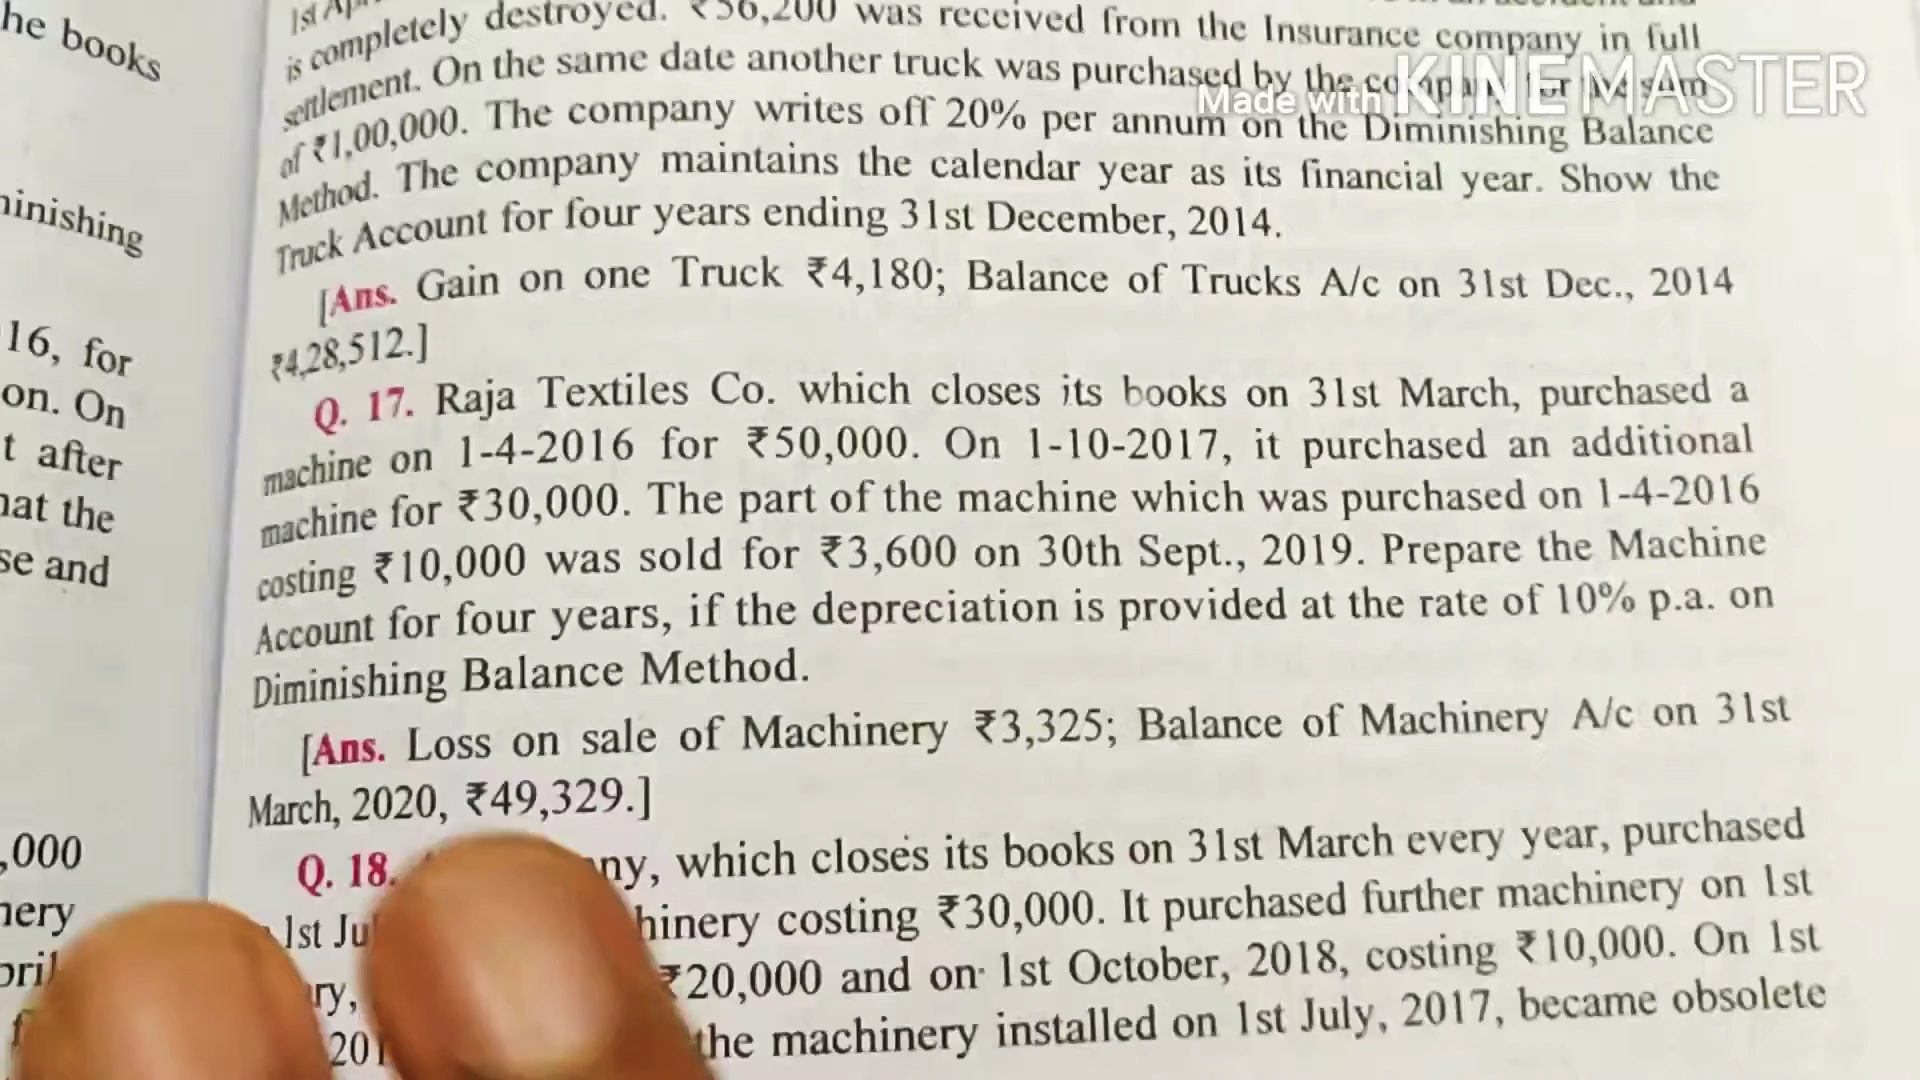 he books
ninishing
16, for
on. On
t after
hat the
se and
,000
nery
pril
is completely destroyed. ₹56,200 was received from the Insurance company in full
settlement. On the same date another truck was purchased by the company for the sum
of ₹1,00,000. The company writes off 20% per annum on the Diminishing Balance
Method. The company maintains the calendar year as its financial year. Show the
Truck Account for four years ending 31st December, 2014.
[Ans. Gain on one Truck ₹4,180; Balance of Trucks A/c on 31st Dec., 2014
₹4,28,512.]
Q. 17. Raja Textiles Co. which closes its books on 31st March, purchased a
machine on 1-4-2016 for ₹50,000. On 1-10-2017, it purchased an additional
machine for ₹30,000. The part of the machine which was purchased on 1-4-2016
costing ₹10,000 was sold for ₹3,600 on 30th Sept., 2019. Prepare the Machine
Account for four years, if the depreciation is provided at the rate of 10% p.a. on
Diminishing Balance Method.
[Ans. Loss on sale of Machinery ₹3,325; Balance of Machinery A/c on 31st
March, 2020, ₹49,329.]
Q. 18. ny, which closes its books on 31st March every year, purchased
1st Ju hinery costing ₹30,000. It purchased further machinery on 1st
ry, ₹20,000 and on 1st October, 2018, costing ₹10,000. On 1st
201 the machinery installed on 1st July, 2017, became obsolete
Made with KINEMASTER